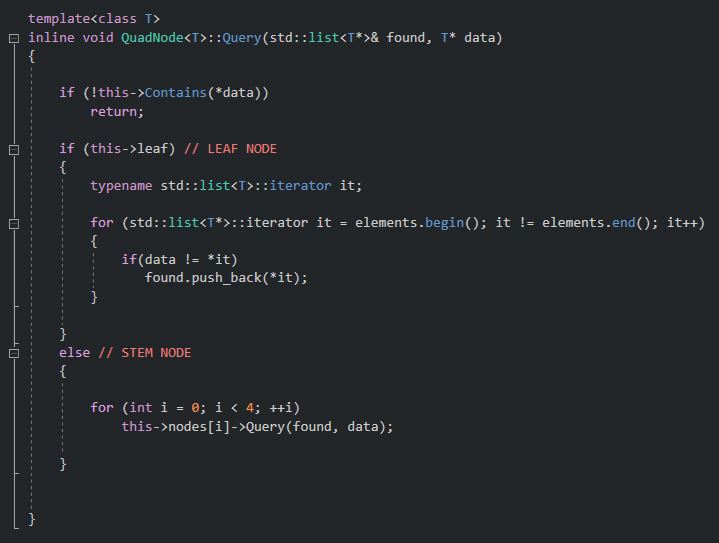 template<class T>
inline void QuadNode<T>::Query(std::list<T*>& found, T* data)
{
if (!this->Contains(*data))
return;
if (this->leaf) // LEAF NODE
{
typename std::list<T>::iterator it;
for (std::list<T*>::iterator it = elements.begin(); it != elements.end(); it++)
{
if(data != *it)
found.push_back(*it);
}
}
else // STEM NODE
{
for (int i = 0; i < 4; ++i)
this->nodes[i]->Query(found, data);
}
}